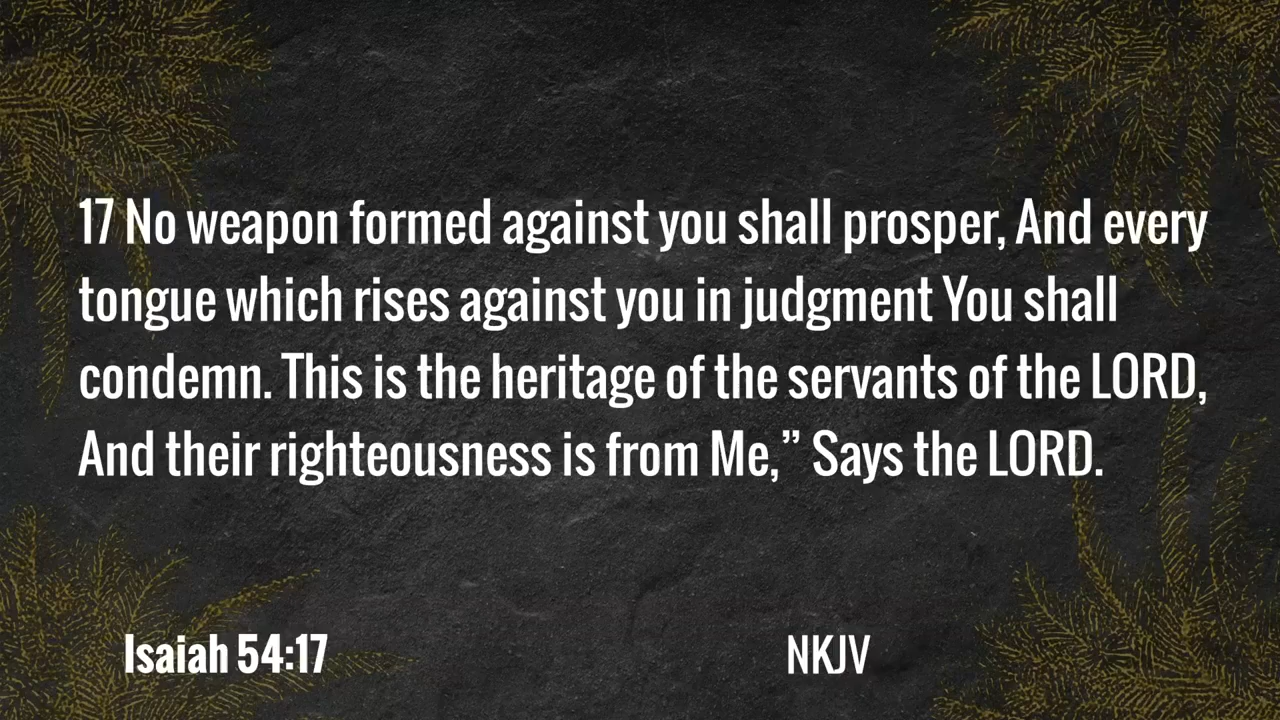 17 No weapon formed against you shall prosper, And every
tongue which rises against you in judgment You shall
condemn. This is the heritage of the servants of the LORD,
And their righteousness is from Me,” Says the LORD.
Isaiah 54:17
NKJV